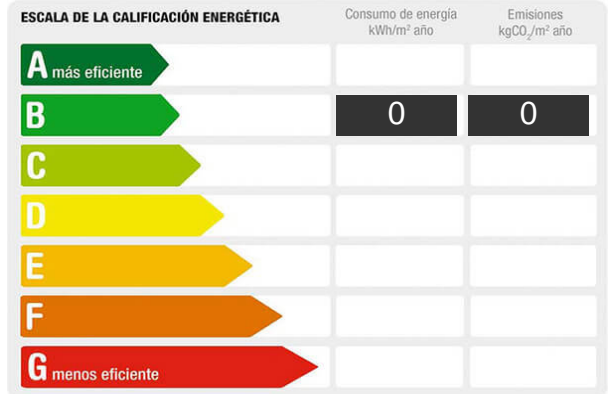 ESCALA DE LA CALIFICACIÓN ENERGÉTICA
Consumo de energía
kWh/m² año
Emisiones
kgCO₂/m² año
A más eficiente
B 0 0
C
D
E
F
G menos eficiente